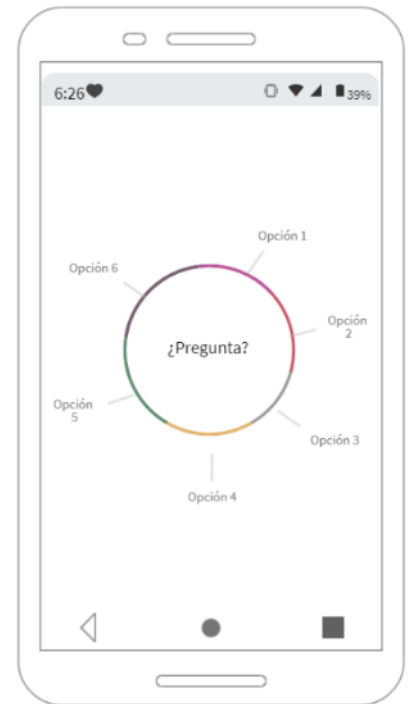 6:26
39%
Opción 1
Opción 6
Opción
2
¿Pregunta?
Opción
5
Opción 3
Opción 4